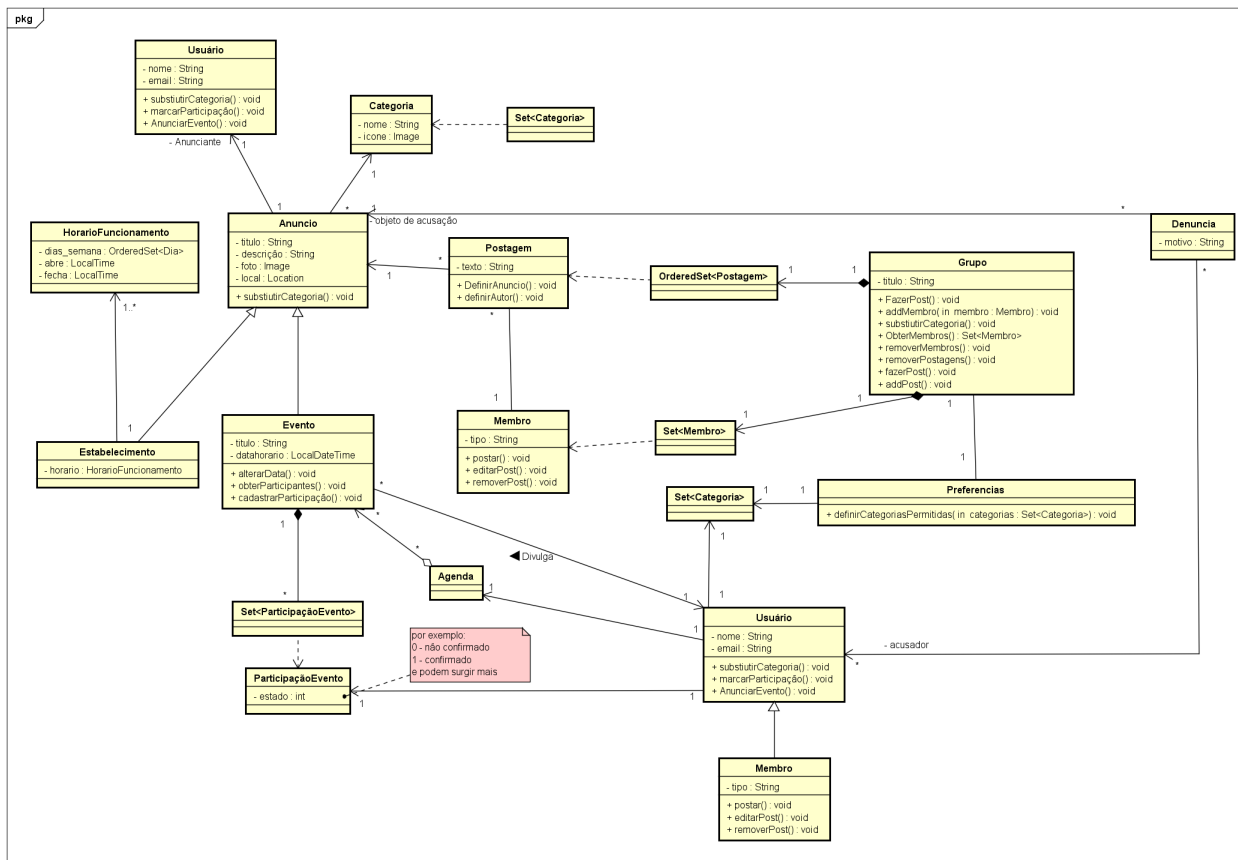 pkg
Usuário
- nome : String
- email : String
+ substiutirCategoria() : void
+ marcarParticipação() : void
+ AnunciarEvento() : void
- Anunciante
1
1
Categoria
- nome : String
- icone : Image
1
*
Set<Categoria>
HorarioFuncionamento
- dias_semana : OrderedSet<Dia>
- abre : LocalTime
- fecha : LocalTime
1..*
1
Anuncio
- titulo : String
- descrição : String
- foto : Image
- local : Location
+ substiutirCategoria() : void
1
- objeto de acusação
*
Denuncia
- motivo : String
*
Postagem
- texto : String
+ DefinirAnuncio() : void
+ definirAutor() : void
*
1
*
1
OrderedSet<Postagem>
1
1
Grupo
- titulo : String
+ FazerPost() : void
+ addMembro( in membro : Membro) : void
+ substiutirCategoria() : void
+ ObterMembros() : Set<Membro>
+ removerMembros() : void
+ removerPostagens() : void
+ fazerPost() : void
+ addPost() : void
1
1
1
1
Estabelecimento
- horario : HorarioFuncionamento
Evento
- titulo : String
- datahorario : LocalDateTime
+ alterarData() : void
+ obterParticipantes() : void
+ cadastrarParticipação() : void
1
*
*
*
*
Membro
- tipo : String
+ postar() : void
+ editarPost() : void
+ removerPost() : void
Set<Membro>
Set<Categoria>
1
1
1
1
Preferencias
+ definirCategoriasPermitidas( in categorias : Set<Categoria>) : void
◀ Divulga
1
Agenda
1
1
Set<ParticipaçãoEvento>
por exemplo:
0 - não confirmado
1 - confirmado
e podem surgir mais
ParticipaçãoEvento
- estado : int
1
1
Usuário
- nome : String
- email : String
+ substiutirCategoria() : void
+ marcarParticipação() : void
+ AnunciarEvento() : void
- acusador
*
Membro
- tipo : String
+ postar() : void
+ editarPost() : void
+ removerPost() : void